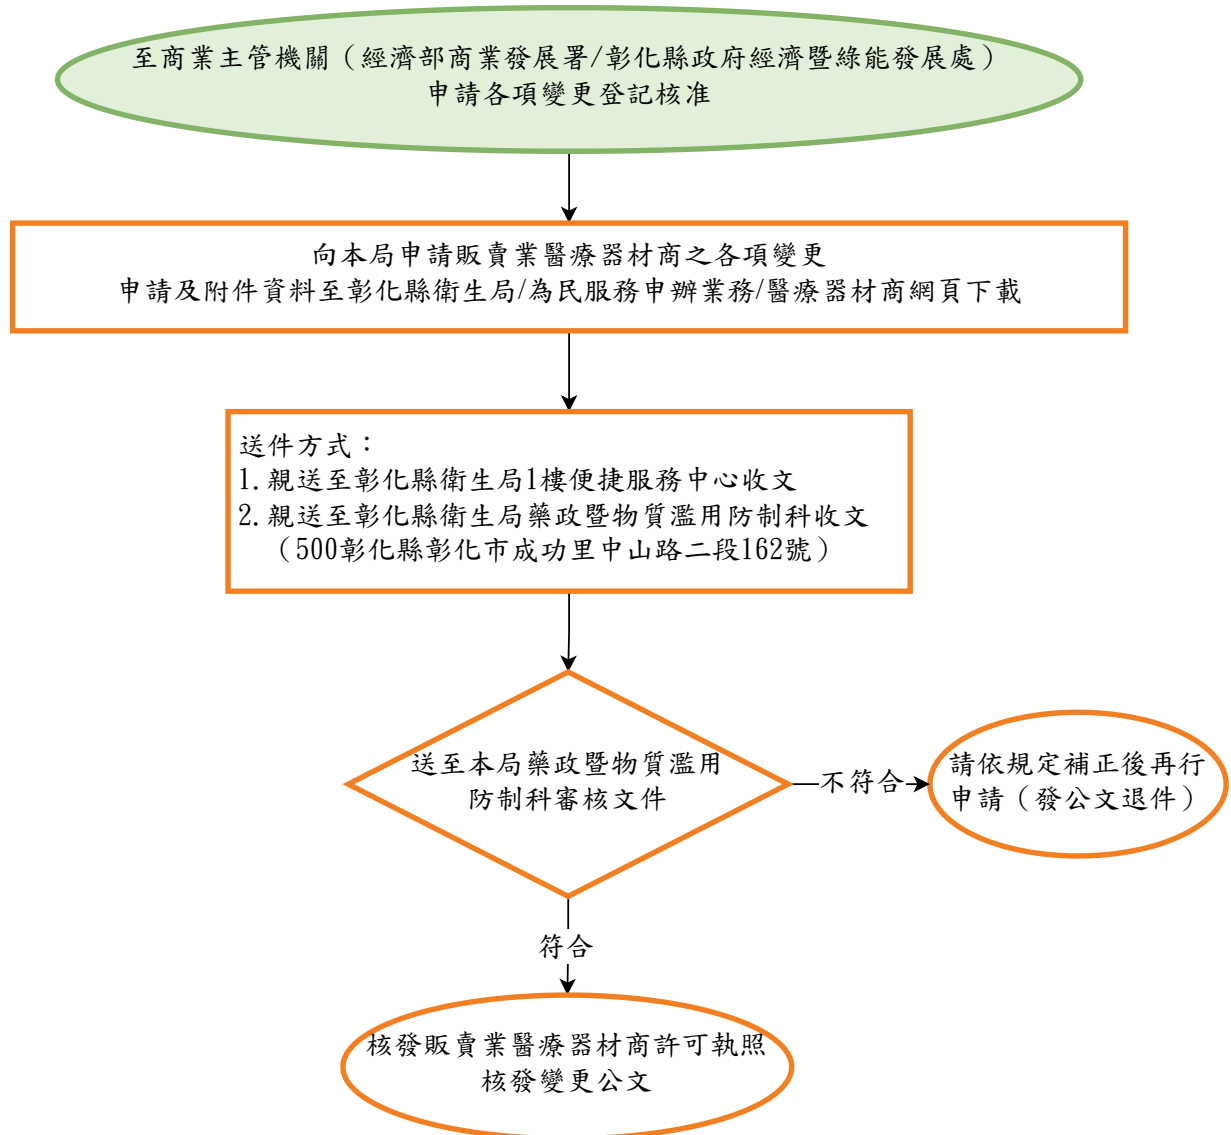 至商業主管機關（經濟部商業發展署/彰化縣政府經濟暨綠能發展處）
申請各項變更登記核准
向本局申請販賣業醫療器材商之各項變更
申請及附件資料至彰化縣衛生局/為民服務申辦業務/醫療器材商網頁下載
送件方式：
1.親送至彰化縣衛生局1樓便捷服務中心收文
2.親送至彰化縣衛生局藥政暨物質濫用防制科收文
（500彰化縣彰化市成功里中山路二段162號）
送至本局藥政暨物質濫用
防制科審核文件
不符合
請依規定補正後再行
申請（發公文退件）
符合
核發販賣業醫療器材商許可執照
核發變更公文